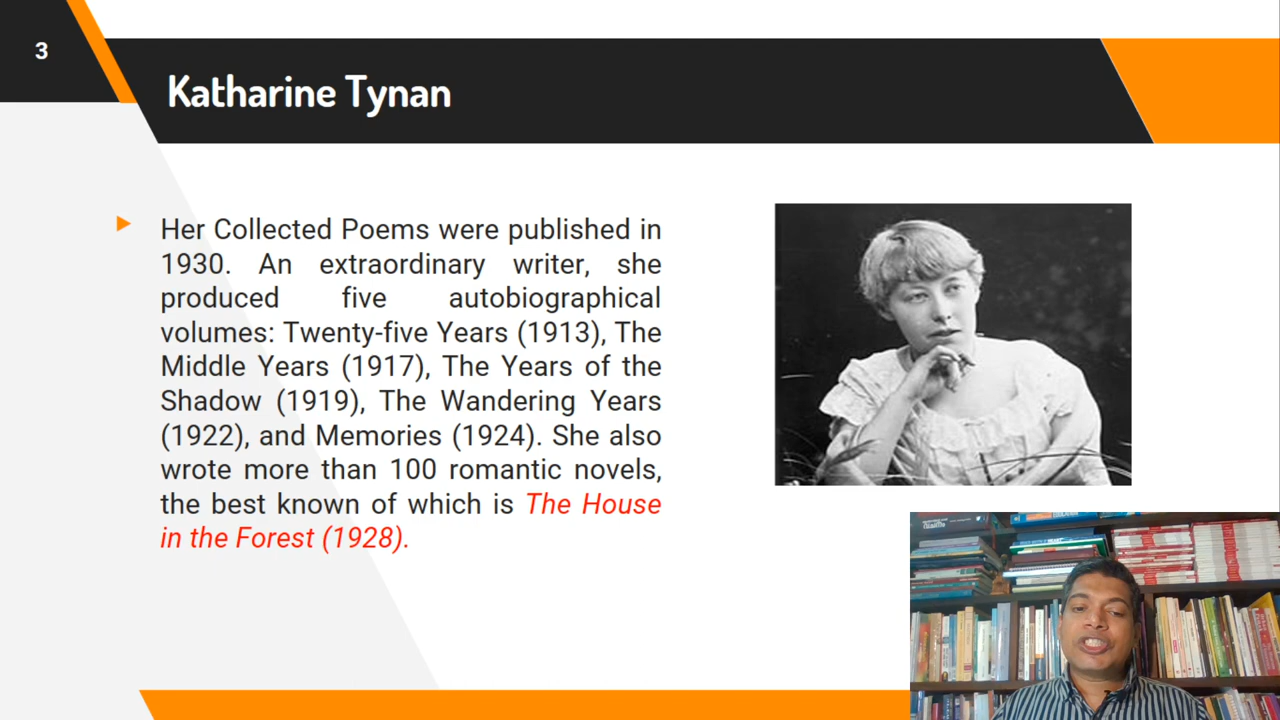 3
Katharine Tynan
Her Collected Poems were published in
1930. An extraordinary writer, she
produced five autobiographical
volumes: Twenty-five Years (1913), The
Middle Years (1917), The Years of the
Shadow (1919), The Wandering Years
(1922), and Memories (1924). She also
wrote more than 100 romantic novels,
the best known of which is The House
in the Forest (1928).